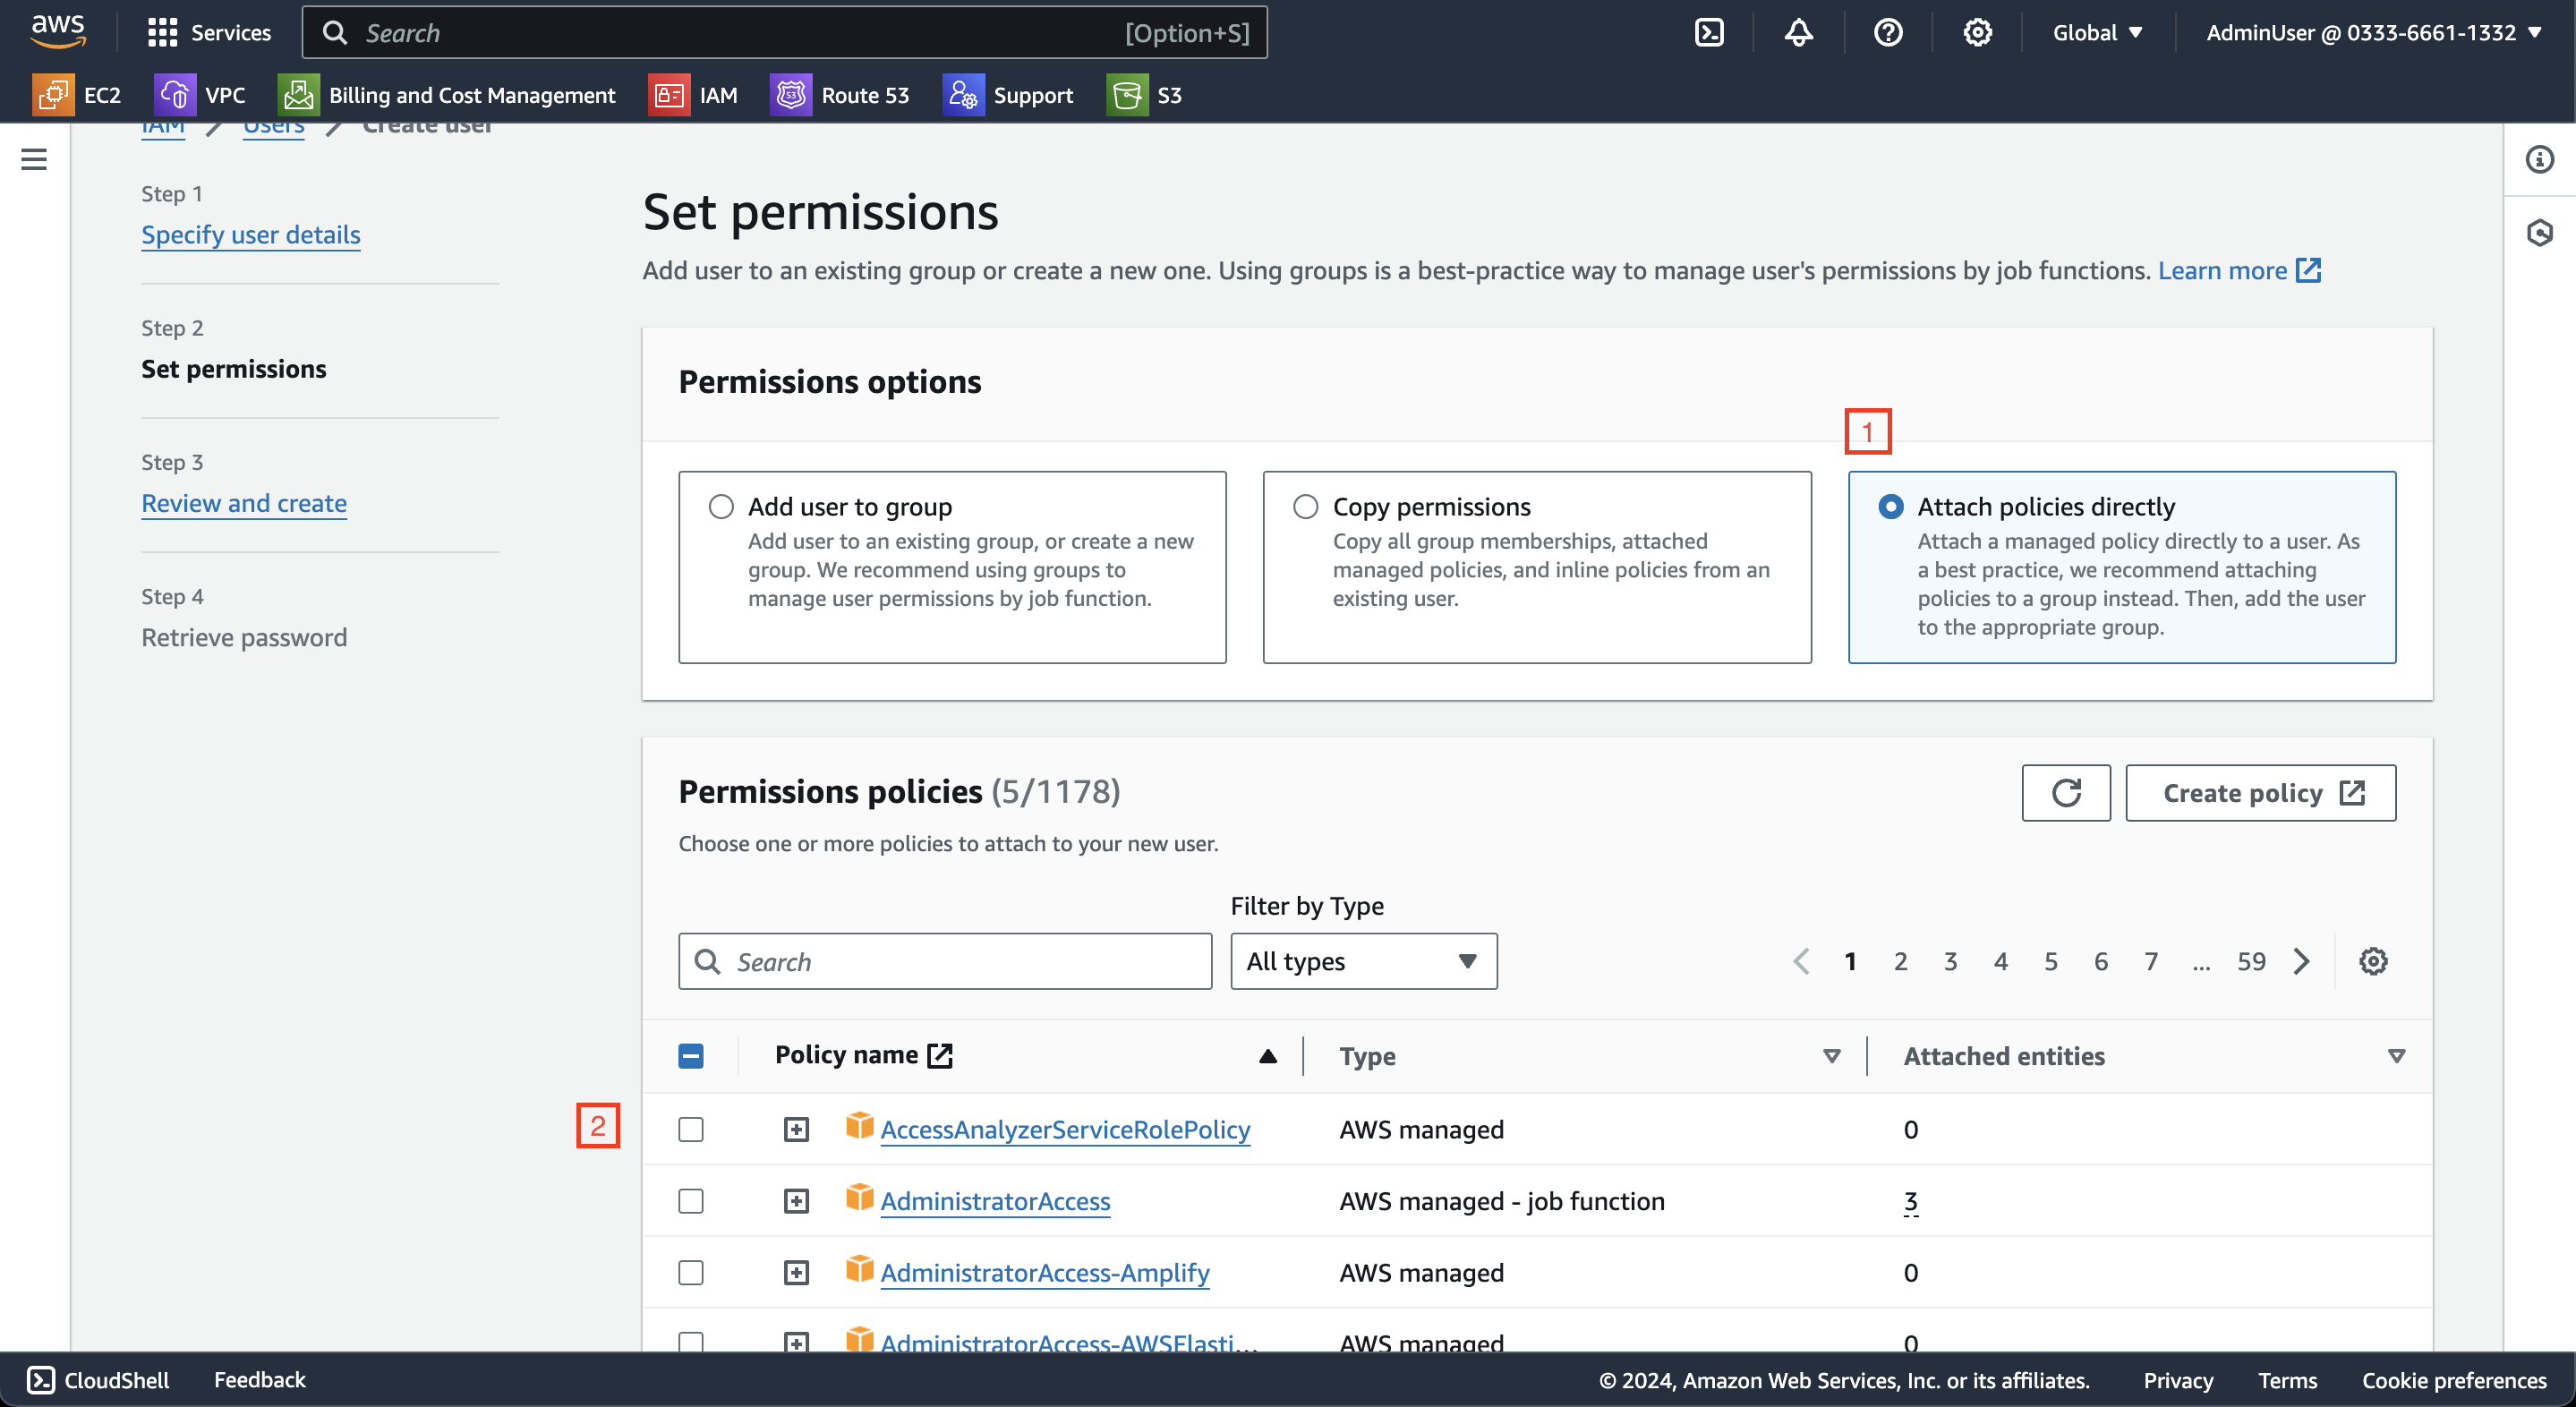 aws
Services
Search
[Option+S]
Global
AdminUser @ 0333-6661-1332
EC2
VPC
Billing and Cost Management
IAM
53
Route 53
Support
S3
IAM / Users / Create user
Step 1
Specify user details
Step 2
Set permissions
Step 3
Review and create
Step 4
Retrieve password
Set permissions
Add user to an existing group or create a new one. Using groups is a best-practice way to manage user's permissions by job functions. Learn more
Permissions options
1
Add user to group
Add user to an existing group, or create a new
group. We recommend using groups to
manage user permissions by job function.
Copy permissions
Copy all group memberships, attached
managed policies, and inline policies from an
existing user.
Attach policies directly
Attach a managed policy directly to a user. As
a best practice, we recommend attaching
policies to a group instead. Then, add the user
to the appropriate group.
Permissions policies (5/1178)
Create policy
Choose one or more policies to attach to your new user.
Filter by Type
Search
All types
1 2 3 4 5 6 7 ... 59
Policy name
Type
Attached entities
2
AccessAnalyzerServiceRolePolicy
AWS managed
0
AdministratorAccess
AWS managed - job function
3
AdministratorAccess-Amplify
AWS managed
0
AdministratorAccess-AWSElasti...
AWS managed
0
CloudShell
Feedback
© 2024, Amazon Web Services, Inc. or its affiliates.
Privacy
Terms
Cookie preferences